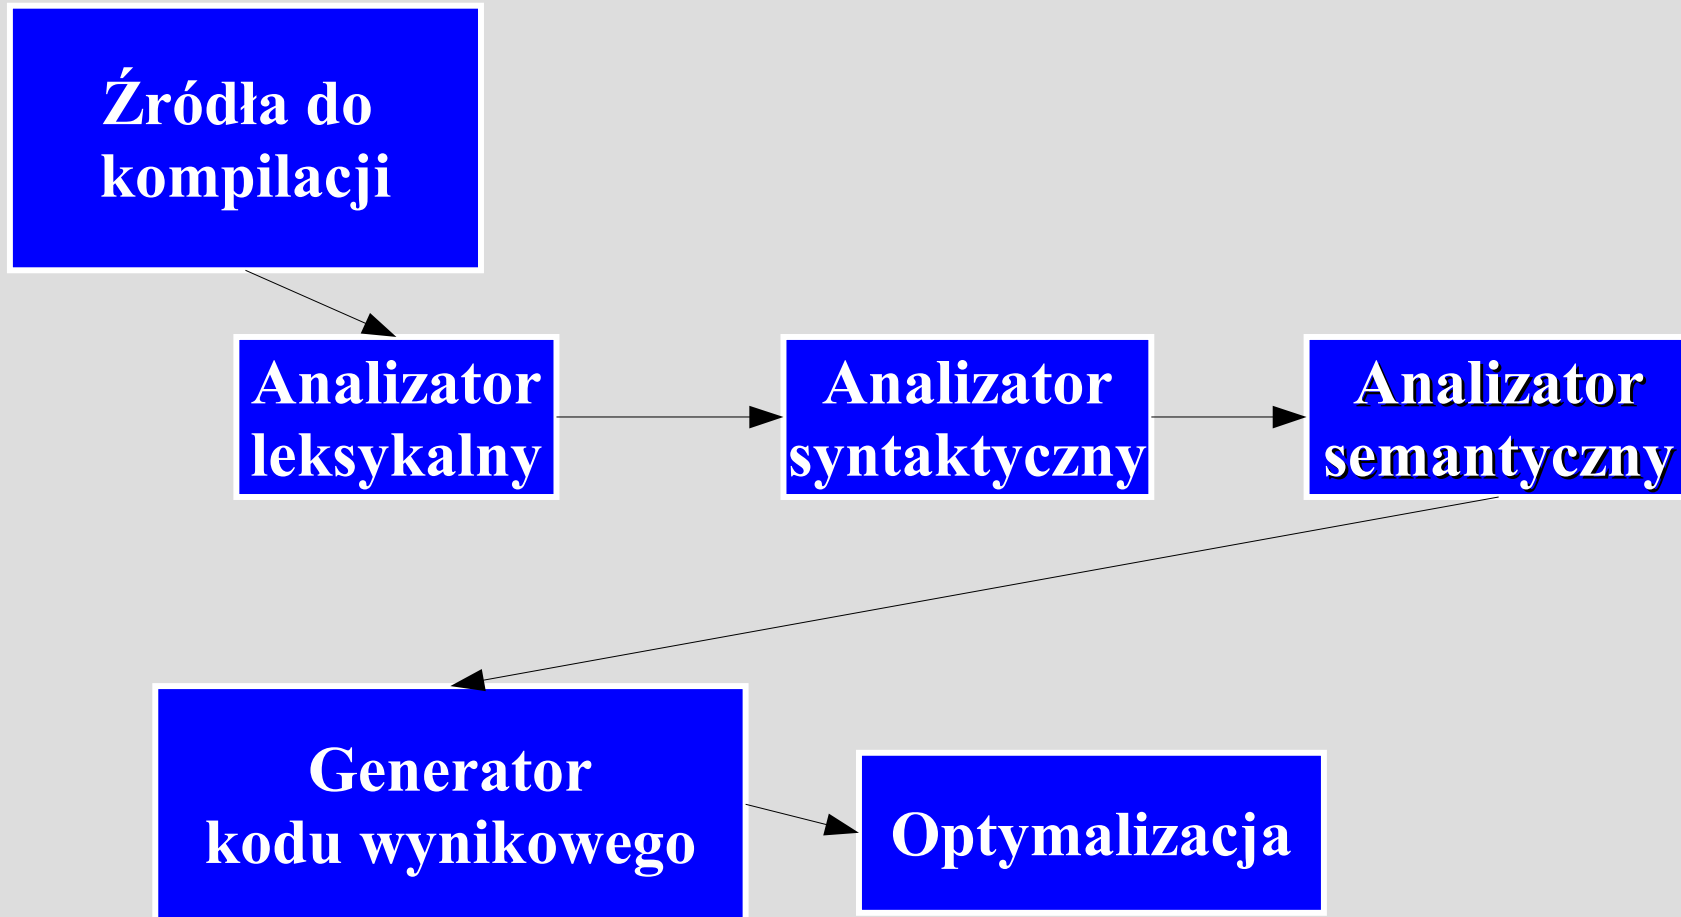 Źródła do
kompilacji
Analizator
leksykalny
Analizator
syntaktyczny
Analizator
semantyczny
Generator
kodu wynikowego
Optymalizacja